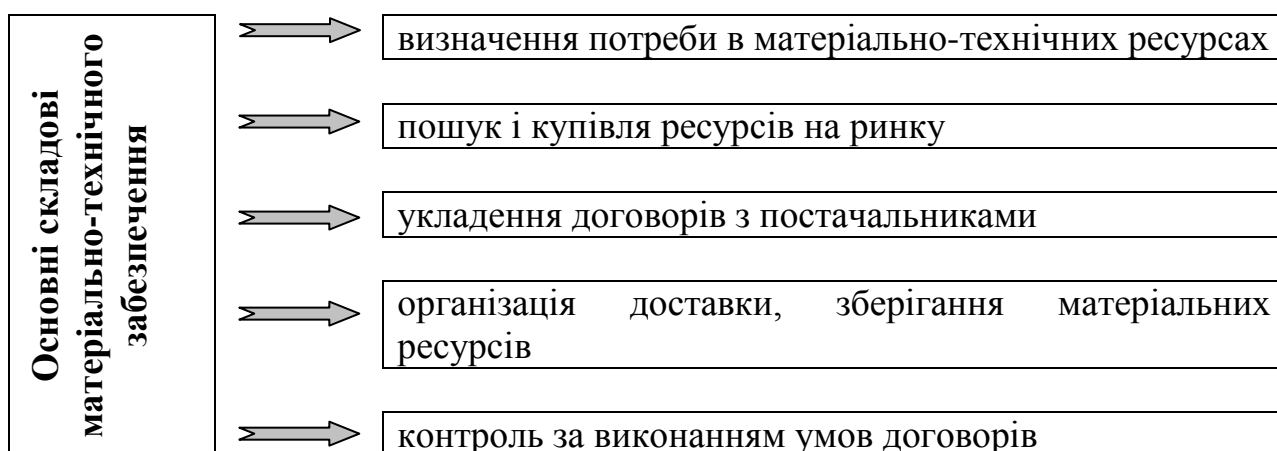 Основні складові
матеріально-технічного
забезпечення
визначення потреби в матеріально-технічних ресурсах
пошук і купівля ресурсів на ринку
укладення договорів з постачальниками
організація доставки, зберігання матеріальних
ресурсів
контроль за виконанням умов договорів